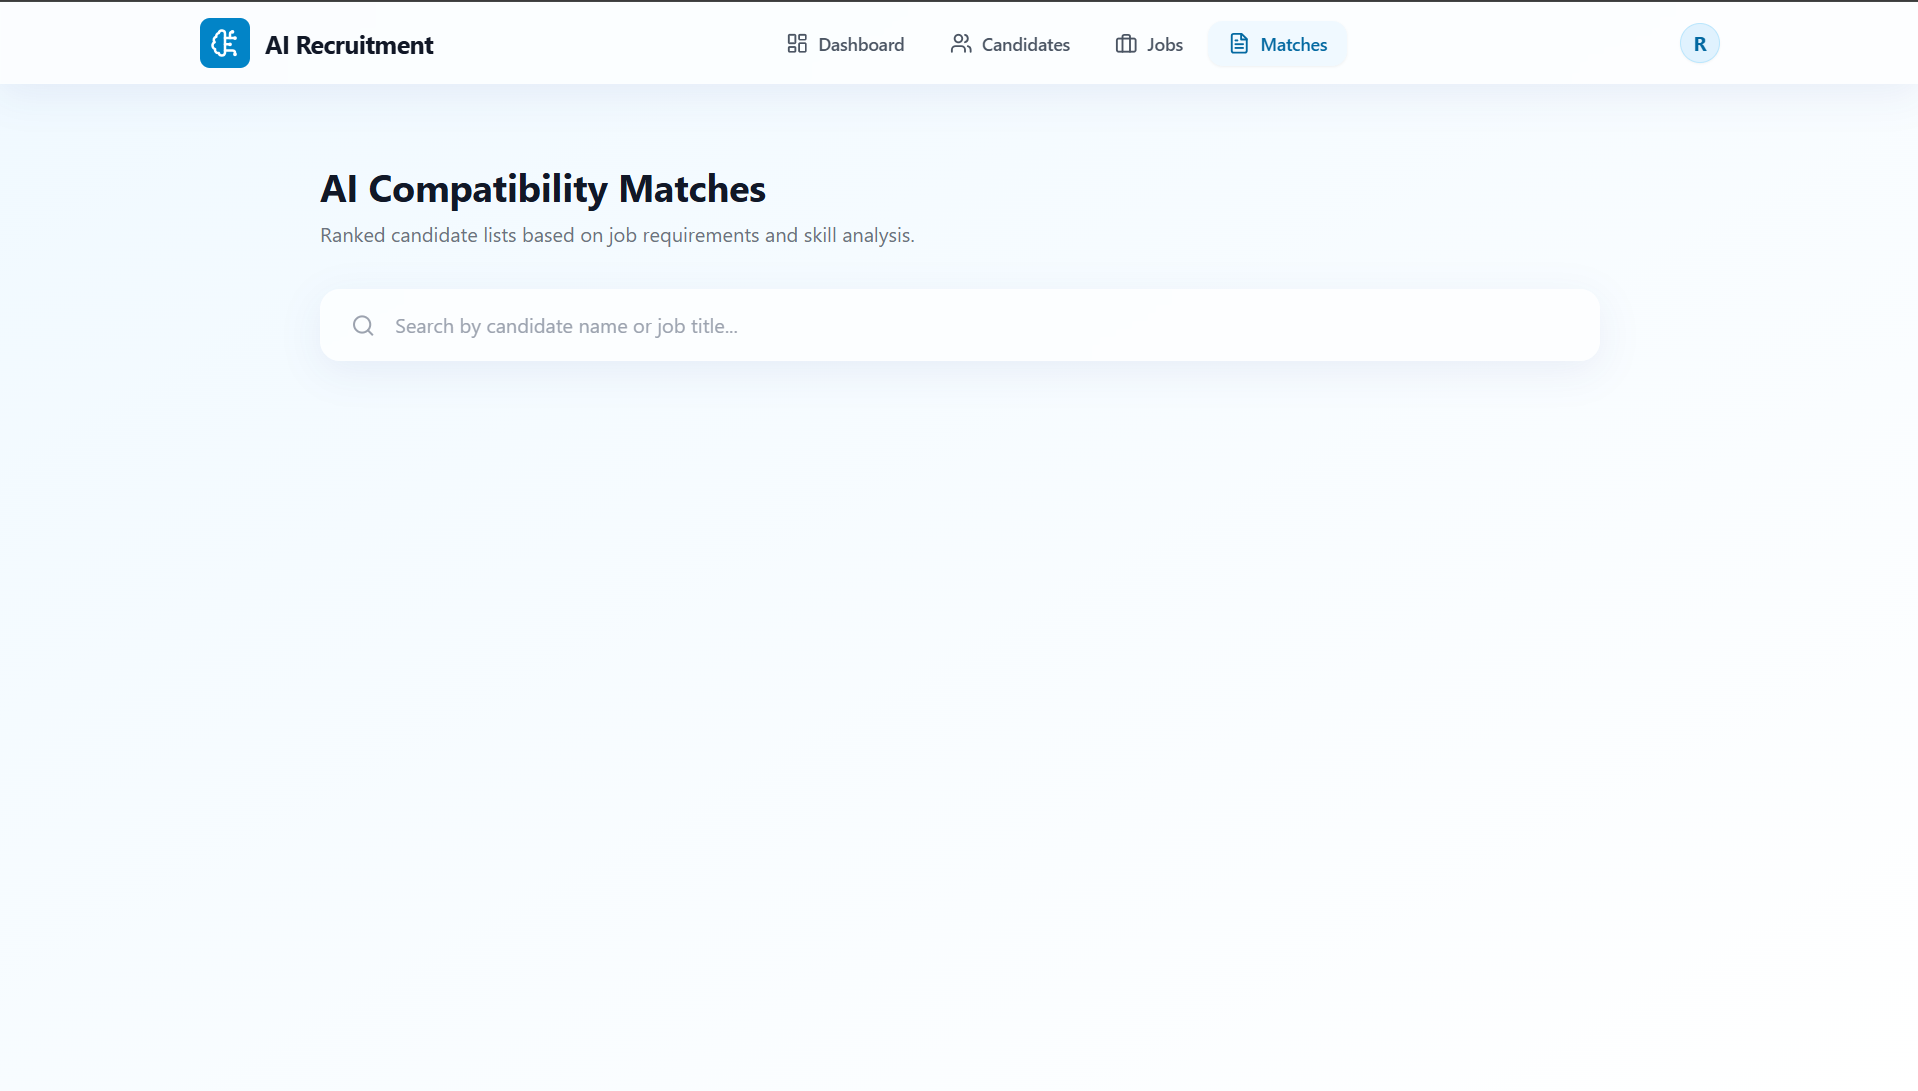 AI Recruitment
Dashboard
Candidates
Jobs
Matches
R
AI Compatibility Matches
Ranked candidate lists based on job requirements and skill analysis.
Search by candidate name or job title...